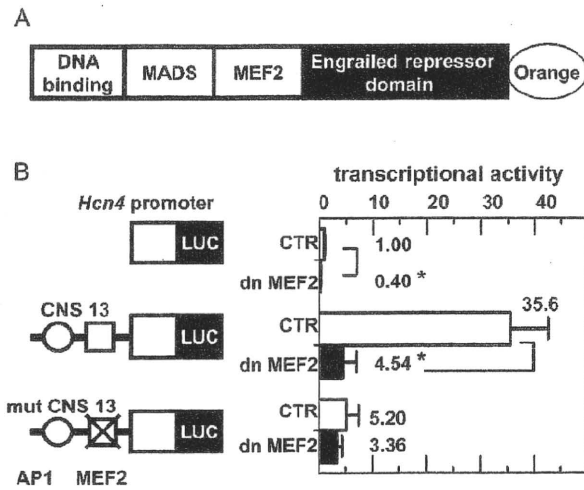 A
DNA binding
MADS
MEF2
Engrailed repressor domain
Orange
B
transcriptional activity
0 10 20 30 40
Hcn4 promoter
LUC
CTR
1.00
dn MEF2
0.40 *
CNS 13
LUC
CTR
35.6
dn MEF2
4.54 *
mut CNS 13
LUC
CTR
5.20
dn MEF2
3.36
AP1 MEF2